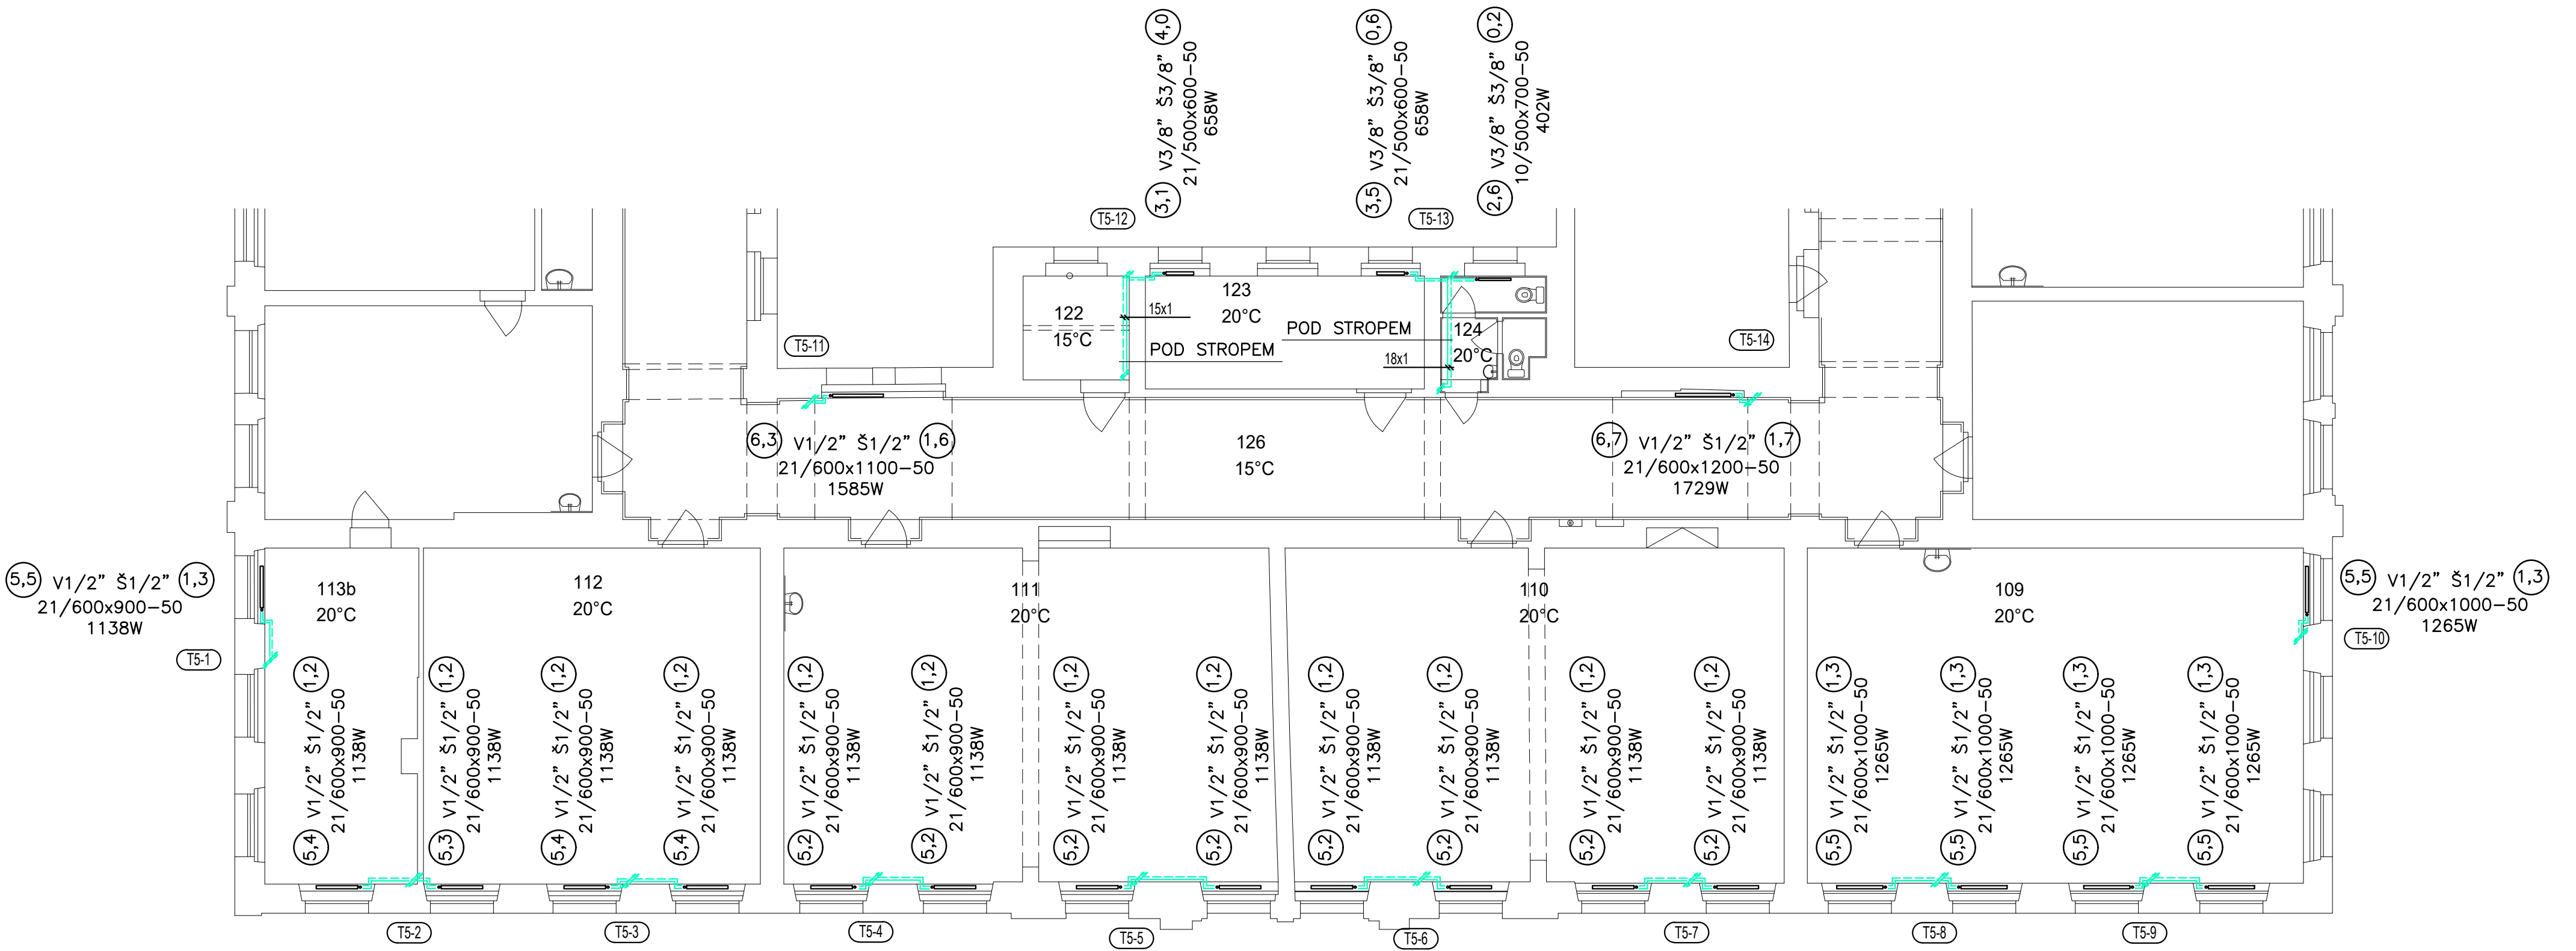 3,1 V3/8” Š3/8” 4,0
21/500x600-50
658W
3,5 V3/8” Š3/8” 0,6
21/500x600-50
658W
2,6 V3/8” Š3/8” 0,2
10/500x700-50
402W
T5-12
T5-13
123
20°C
122
15°C
15x1
POD STROPEM
POD STROPEM
124
20°C
18x1
T5-11
T5-14
6,3 V1/2” Š1/2” 1,6
21/600x1100-50
1585W
126
15°C
6,7 V1/2” Š1/2” 1,7
21/600x1200-50
1729W
5,5 V1/2” Š1/2” 1,3
21/600x900-50
1138W
T5-1
113b
20°C
112
20°C
111
20°C
110
20°C
109
20°C
5,5 V1/2” Š1/2” 1,3
21/600x1000-50
1265W
T5-10
5,4 V1/2” Š1/2” 1,2
21/600x900-50
1138W
5,3 V1/2” Š1/2” 1,2
21/600x900-50
1138W
5,4 V1/2” Š1/2” 1,2
21/600x900-50
1138W
5,4 V1/2” Š1/2” 1,2
21/600x900-50
1138W
5,2 V1/2” Š1/2” 1,2
21/600x900-50
1138W
5,2 V1/2” Š1/2” 1,2
21/600x900-50
1138W
5,2 V1/2” Š1/2” 1,2
21/600x900-50
1138W
5,2 V1/2” Š1/2” 1,2
21/600x900-50
1138W
5,2 V1/2” Š1/2” 1,2
21/600x900-50
1138W
5,2 V1/2” Š1/2” 1,2
21/600x900-50
1138W
5,2 V1/2” Š1/2” 1,2
21/600x900-50
1138W
5,2 V1/2” Š1/2” 1,2
21/600x900-50
1138W
5,5 V1/2” Š1/2” 1,3
21/600x1000-50
1265W
5,5 V1/2” Š1/2” 1,3
21/600x1000-50
1265W
5,5 V1/2” Š1/2” 1,3
21/600x1000-50
1265W
5,5 V1/2” Š1/2” 1,3
21/600x1000-50
1265W
T5-2
T5-3
T5-4
T5-5
T5-6
T5-7
T5-8
T5-9